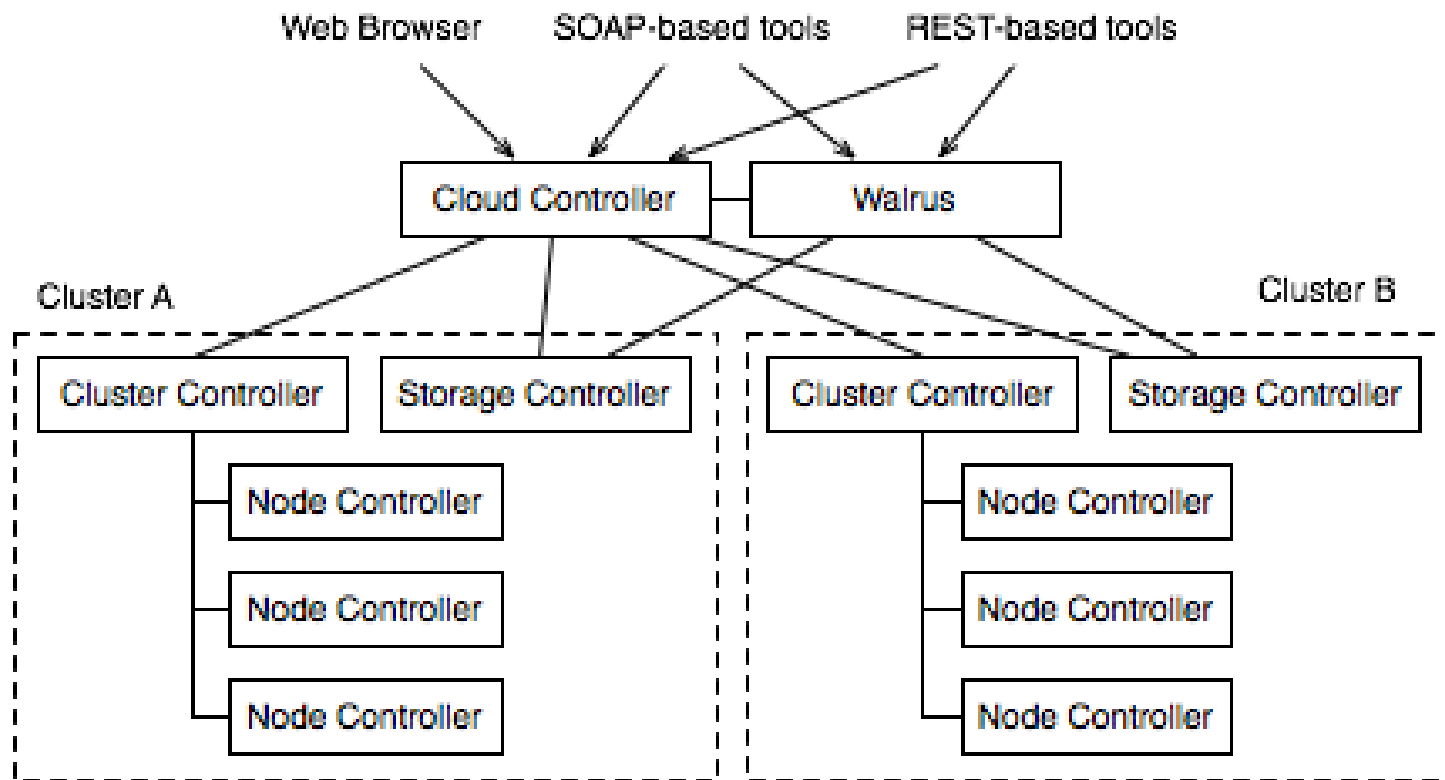 Web Browser
SOAP-based tools
REST-based tools
Cloud Controller
Walrus
Cluster A
Cluster B
Cluster Controller
Storage Controller
Cluster Controller
Storage Controller
Node Controller
Node Controller
Node Controller
Node Controller
Node Controller
Node Controller